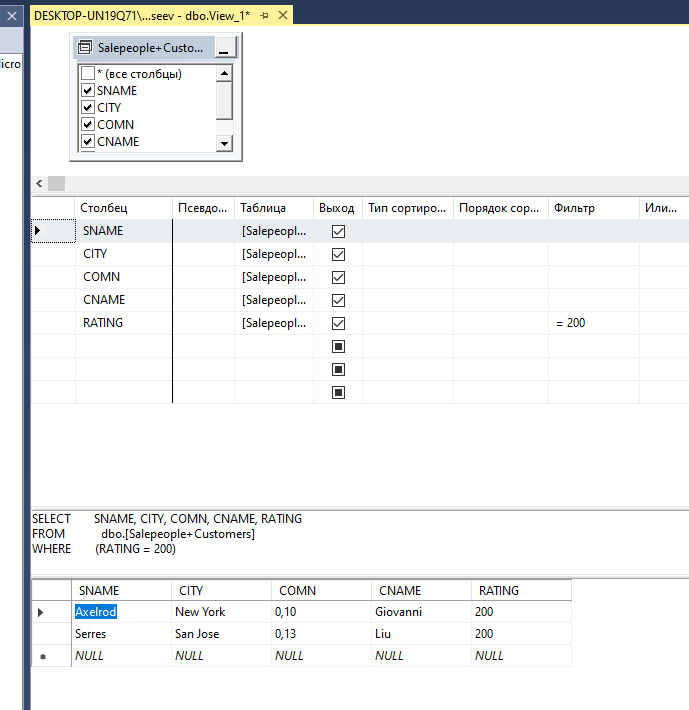 DESKTOP-UN19Q71\...seev - dbo.View_1*
icro
Salepeople+Custo...
* (все столбцы)
SNAME
CITY
COMN
CNAME
Столбец Псевдо... Таблица Выход Тип сортиро... Порядок сор... Фильтр Или...
SNAME [Salepeopl...
CITY [Salepeopl...
COMN [Salepeopl...
CNAME [Salepeopl...
RATING [Salepeopl... = 200
SELECT SNAME, CITY, COMN, CNAME, RATING
FROM dbo.[Salepeople+Customers]
WHERE (RATING = 200)
SNAME CITY COMN CNAME RATING
Axelrod New York 0,10 Giovanni 200
Serres San Jose 0,13 Liu 200
NULL NULL NULL NULL NULL